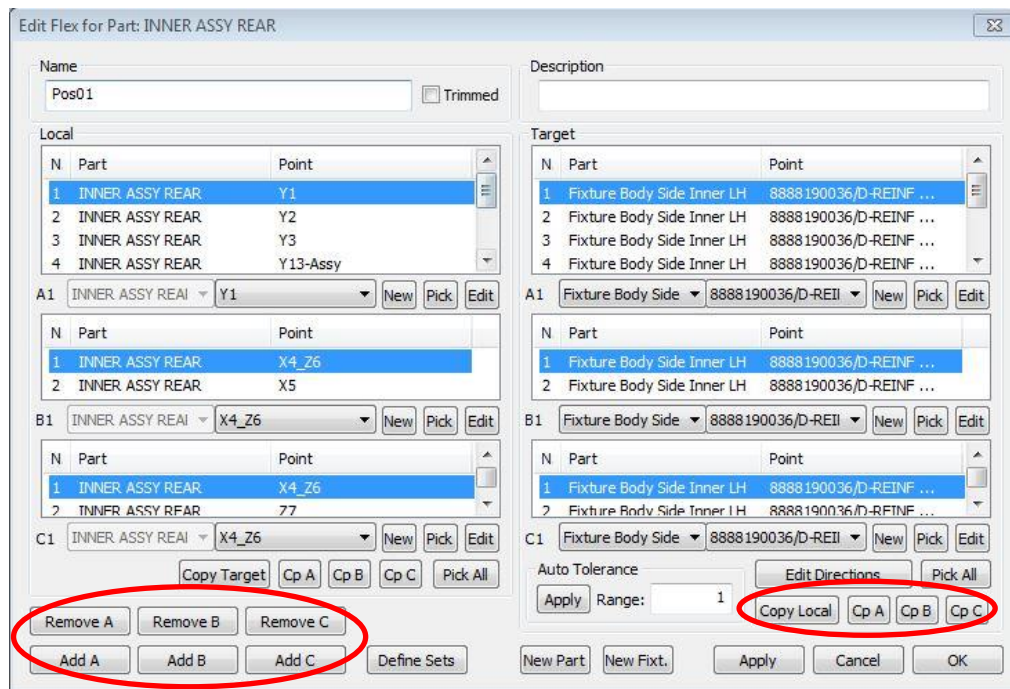 Edit Flex for Part: INNER ASSY REAR
Name
Pos01
Trimmed
Description
Local
N Part Point
1 INNER ASSY REAR Y1
2 INNER ASSY REAR Y2
3 INNER ASSY REAR Y3
4 INNER ASSY REAR Y13-Assy
A1 INNER ASSY REAI Y1 New Pick Edit
N Part Point
1 INNER ASSY REAR X4_Z6
2 INNER ASSY REAR X5
B1 INNER ASSY REAI X4_Z6 New Pick Edit
N Part Point
1 INNER ASSY REAR X4_Z6
2 INNER ASSY REAR Z7
C1 INNER ASSY REAI X4_Z6 New Pick Edit
Copy Target Cp A Cp B Cp C Pick All
Target
N Part Point
1 Fixture Body Side Inner LH 8888190036/D-REINF ...
2 Fixture Body Side Inner LH 8888190036/D-REINF ...
3 Fixture Body Side Inner LH 8888190036/D-REINF ...
4 Fixture Body Side Inner LH 8888190036/D-REINF ...
A1 Fixture Body Side 8888190036/D-REII New Pick Edit
N Part Point
1 Fixture Body Side Inner LH 8888190036/D-REINF ...
2 Fixture Body Side Inner LH 8888190036/D-REINF ...
B1 Fixture Body Side 8888190036/D-REII New Pick Edit
N Part Point
1 Fixture Body Side Inner LH 8888190036/D-REINF ...
2 Fixture Body Side Inner LH 8888190036/D-REINF ...
C1 Fixture Body Side 8888190036/D-REII New Pick Edit
Auto Tolerance
Apply Range: 1
Edit Directions Pick All
Copy Local Cp A Cp B Cp C
Remove A Remove B Remove C
Add A Add B Add C Define Sets New Part New Fixt. Apply Cancel OK